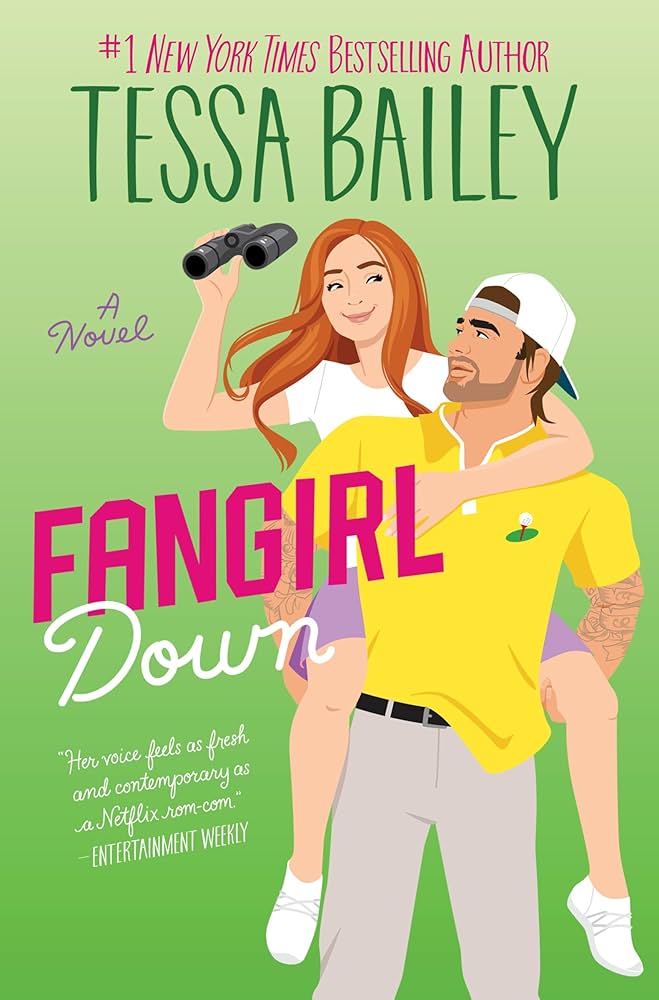 #1 NEW YORK TIMES BESTSELLING AUTHOR
TESSA BAILEY
A
Novel
FANGIRL
Down
"Her voice feels as fresh
and contemporary as
a Netflix rom-com."
—ENTERTAINMENT WEEKLY